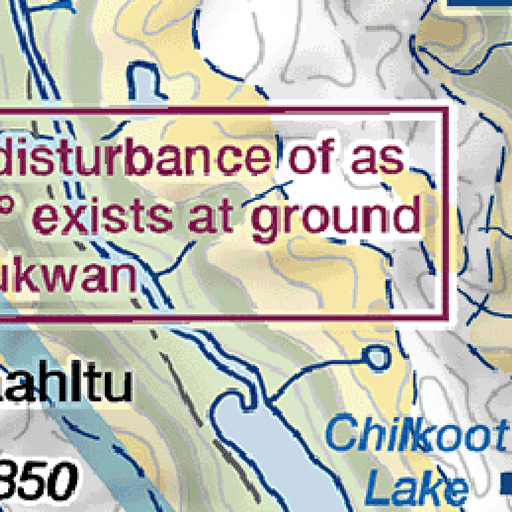 disturbance of as
° exists at ground
ukwan
ahltu
Chilkoot
Lake
850